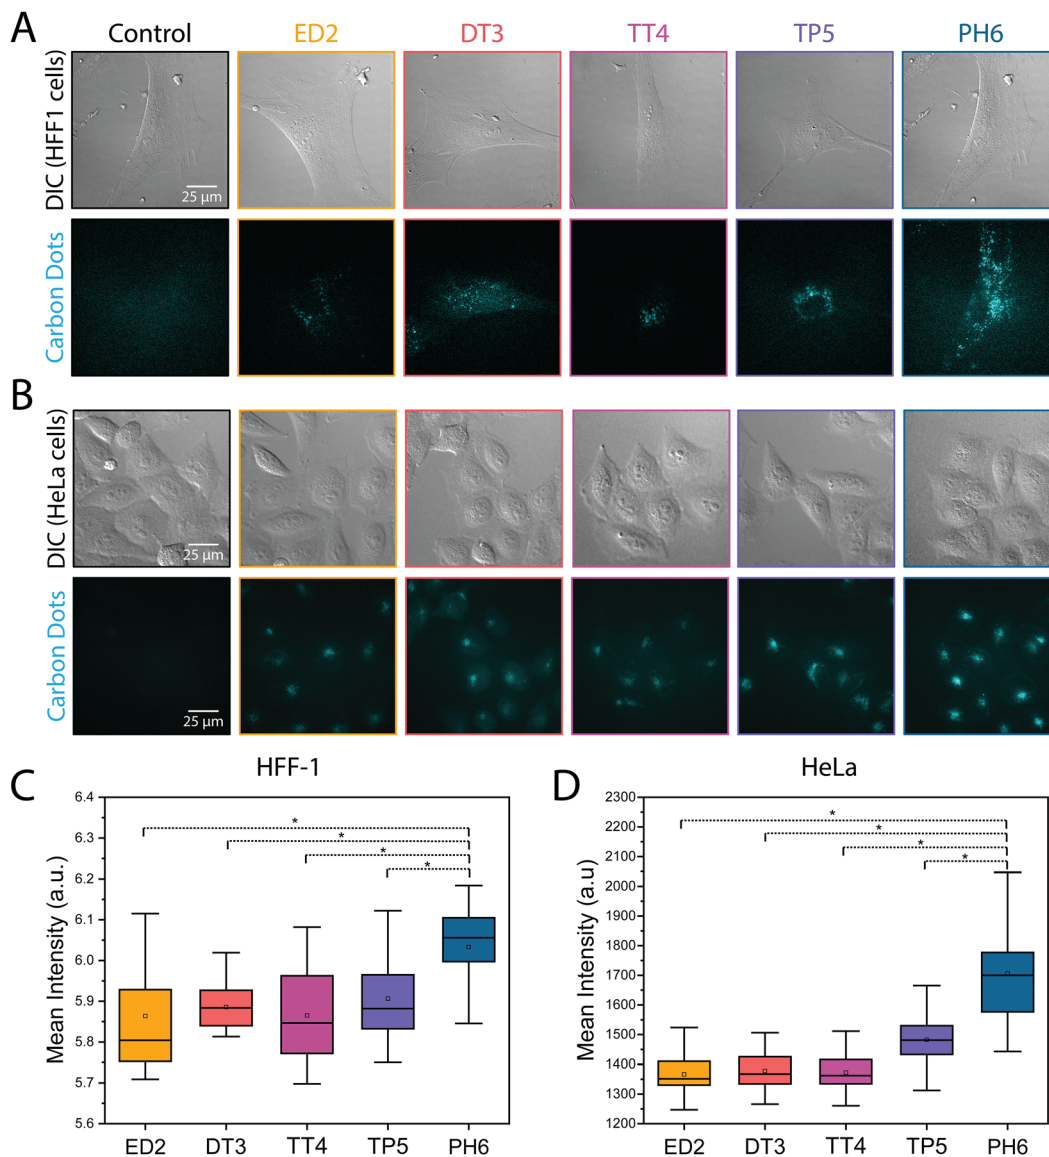 A
Control ED2 DT3 TT4 TP5 PH6
DIC (HFF1 cells)
25 µm
Carbon Dots
B
DIC (HeLa cells)
25 µm
Carbon Dots
25 µm
C
HFF-1
Mean Intensity (a.u.)
6.4
6.3
6.2
6.1
6.0
5.9
5.8
5.7
5.6
* * * *
ED2 DT3 TT4 TP5 PH6
D
HeLa
Mean Intensity (a.u)
2300
2200
2100
2000
1900
1800
1700
1600
1500
1400
1300
1200
* * * *
ED2 DT3 TT4 TP5 PH6